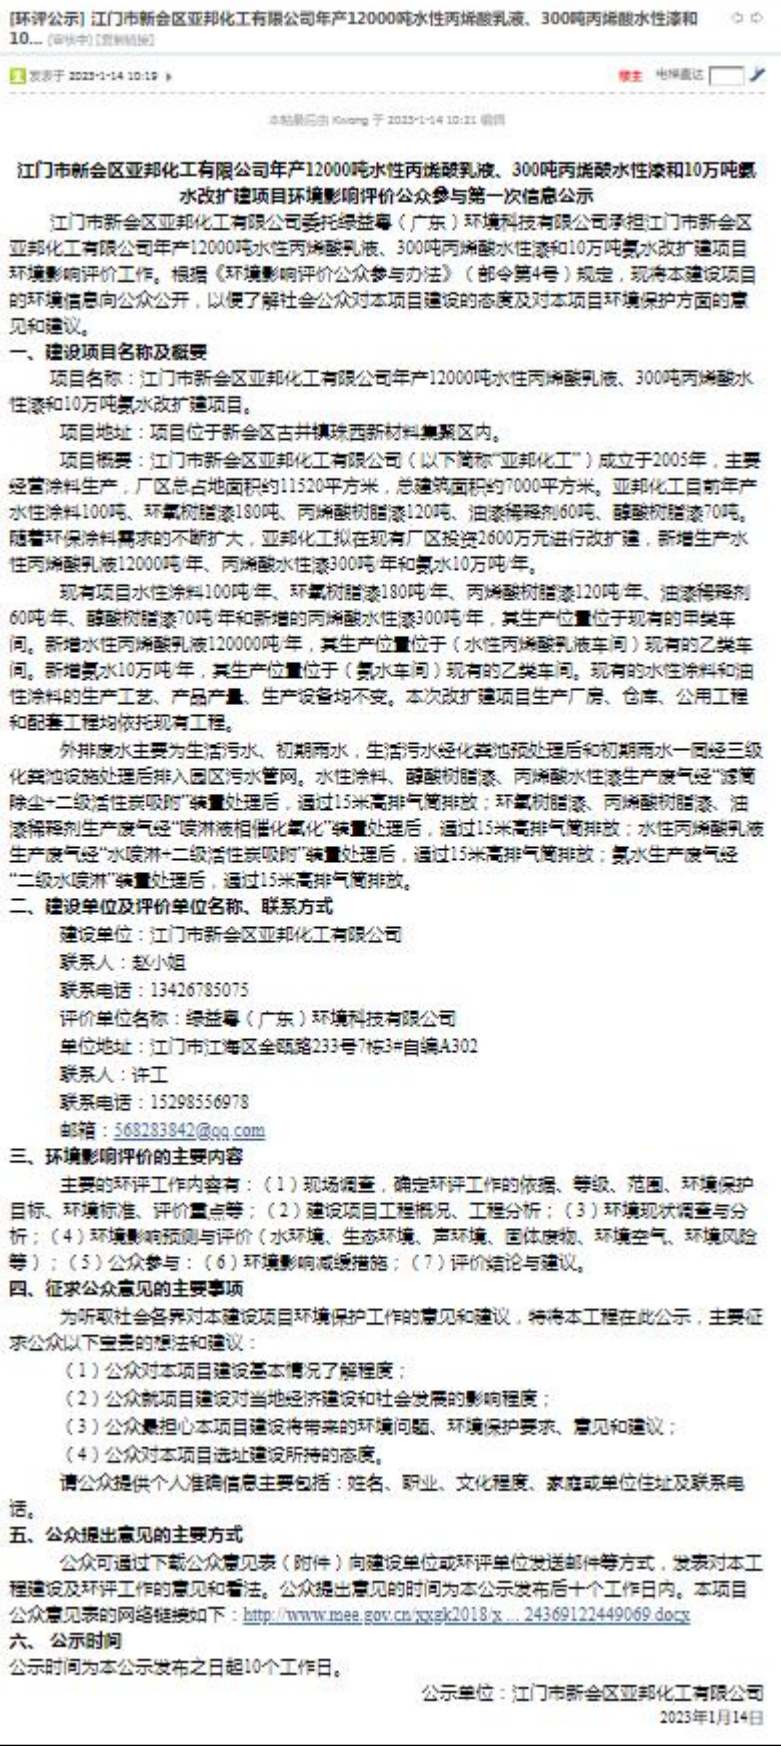 [环评公示] 江门市新会区亚邦化工有限公司年产12000吨水性丙烯酸乳液、300吨丙烯酸水性漆和
10... [审核中] [复制链接]
发表于 2023-1-14 10:19
楼主 电梯直达
本帖最后由 Kwong 于 2023-1-14 10:21 编辑
江门市新会区亚邦化工有限公司年产12000吨水性丙烯酸乳液、300吨丙烯酸水性漆和10万吨氨
水改扩建项目环境影响评价公众参与第一次信息公示
江门市新会区亚邦化工有限公司委托绿益粤（广东）环境科技有限公司承担江门市新会区
亚邦化工有限公司年产12000吨水性丙烯酸乳液、300吨丙烯酸水性漆和10万吨氨水改扩建项目
环境影响评价工作。根据《环境影响评价公众参与办法》（部令第4号）规定，现将本建设项目
的环境信息向公众公开，以便了解社会公众对本项目建设的态度及对本项目环境保护方面的意
见和建议。
一、建设项目名称及概要
项目名称：江门市新会区亚邦化工有限公司年产12000吨水性丙烯酸乳液、300吨丙烯酸水
性漆和10万吨氨水改扩建项目。
项目地址：项目位于新会区古井镇珠西新材料集聚区内。
项目概要：江门市新会区亚邦化工有限公司（以下简称“亚邦化工”）成立于2005年，主要
经营涂料生产，厂区总占地面积约11520平方米，总建筑面积约7000平方米。亚邦化工目前年产
水性涂料100吨、环氧树脂漆180吨、丙烯酸树脂漆120吨、油漆稀释剂60吨、醇酸树脂漆70吨。
随着环保涂料需求的不断扩大，亚邦化工拟在现有厂区投资2600万元进行改扩建，新增生产水
性丙烯酸乳液12000吨/年、丙烯酸水性漆300吨/年和氨水10万吨/年。
现有项目水性涂料100吨/年、环氧树脂漆180吨/年、丙烯酸树脂漆120吨/年、油漆稀释剂
60吨/年、醇酸树脂漆70吨/年和新增的丙烯酸水性漆300吨/年，其生产位置位于现有的甲类车
间。新增水性丙烯酸乳液120000吨/年，其生产位置位于（水性丙烯酸乳液车间）现有的乙类车
间。新增氨水10万吨/年，其生产位置位于（氨水车间）现有的乙类车间。现有的水性涂料和油
性涂料的生产工艺、产品产量、生产设备均不变。本次改扩建项目生产厂房、仓库、公用工程
和配套工程均依托现有工程。
外排废水主要为生活污水、初期雨水，生活污水经化粪池预处理后和初期雨水一同经三级
化粪池设施处理后排入园区污水管网。水性涂料、醇酸树脂漆、丙烯酸水性漆生产废气经“滤筒
除尘+二级活性炭吸附”装置处理后，通过15米高排气筒排放；环氧树脂漆、丙烯酸树脂漆、油
漆稀释剂生产废气经“喷淋液相催化氧化”装置处理后，通过15米高排气筒排放；水性丙烯酸乳液
生产废气经“水喷淋+二级活性炭吸附”装置处理后，通过15米高排气筒排放；氨水生产废气经
“二级水喷淋”装置处理后，通过15米高排气筒排放。
二、建设单位及评价单位名称、联系方式
建设单位：江门市新会区亚邦化工有限公司
联系人：赵小姐
联系电话：13426785075
评价单位名称：绿益粤（广东）环境科技有限公司
单位地址：江门市江海区金瓯路233号7栋3#自编A302
联系人：许工
联系电话：15298556978
邮箱：568283842@qq.com
三、环境影响评价的主要内容
主要的环评工作内容有：（1）现场调查，确定环评工作的依据、等级、范围、环境保护
目标、环境标准、评价重点等；（2）建设项目工程概况、工程分析；（3）环境现状调查与分
析；（4）环境影响预测与评价（水环境、生态环境、声环境、固体废物、环境空气、环境风险
等）；（5）公众参与；（6）环境影响减缓措施；（7）评价结论与建议。
四、征求公众意见的主要事项
为听取社会各界对本建设项目环境保护工作的意见和建议，特将本工程在此公示，主要征
求公众以下宝贵的想法和建议：
（1）公众对本项目建设基本情况了解程度；
（2）公众就项目建设对当地经济建设和社会发展的影响程度；
（3）公众最担心本项目建设将带来的环境问题、环境保护要求、意见和建议；
（4）公众对本项目选址建设所持的态度。
请公众提供个人准确信息主要包括：姓名、职业、文化程度、家庭或单位住址及联系电
话。
五、公众提出意见的主要方式
公众可通过下载公众意见表（附件）向建设单位或环评单位发送邮件等方式，发表对本工
程建设及环评工作的意见和看法。公众提出意见的时间为本公示发布后十个工作日内。本项目
公众意见表的网络链接如下：http://www.mee.gov.cn/xxgk2018/x ... 24369122449069.docx
六、 公示时间
公示时间为本公示发布之日起10个工作日。
公示单位：江门市新会区亚邦化工有限公司
2023年1月14日